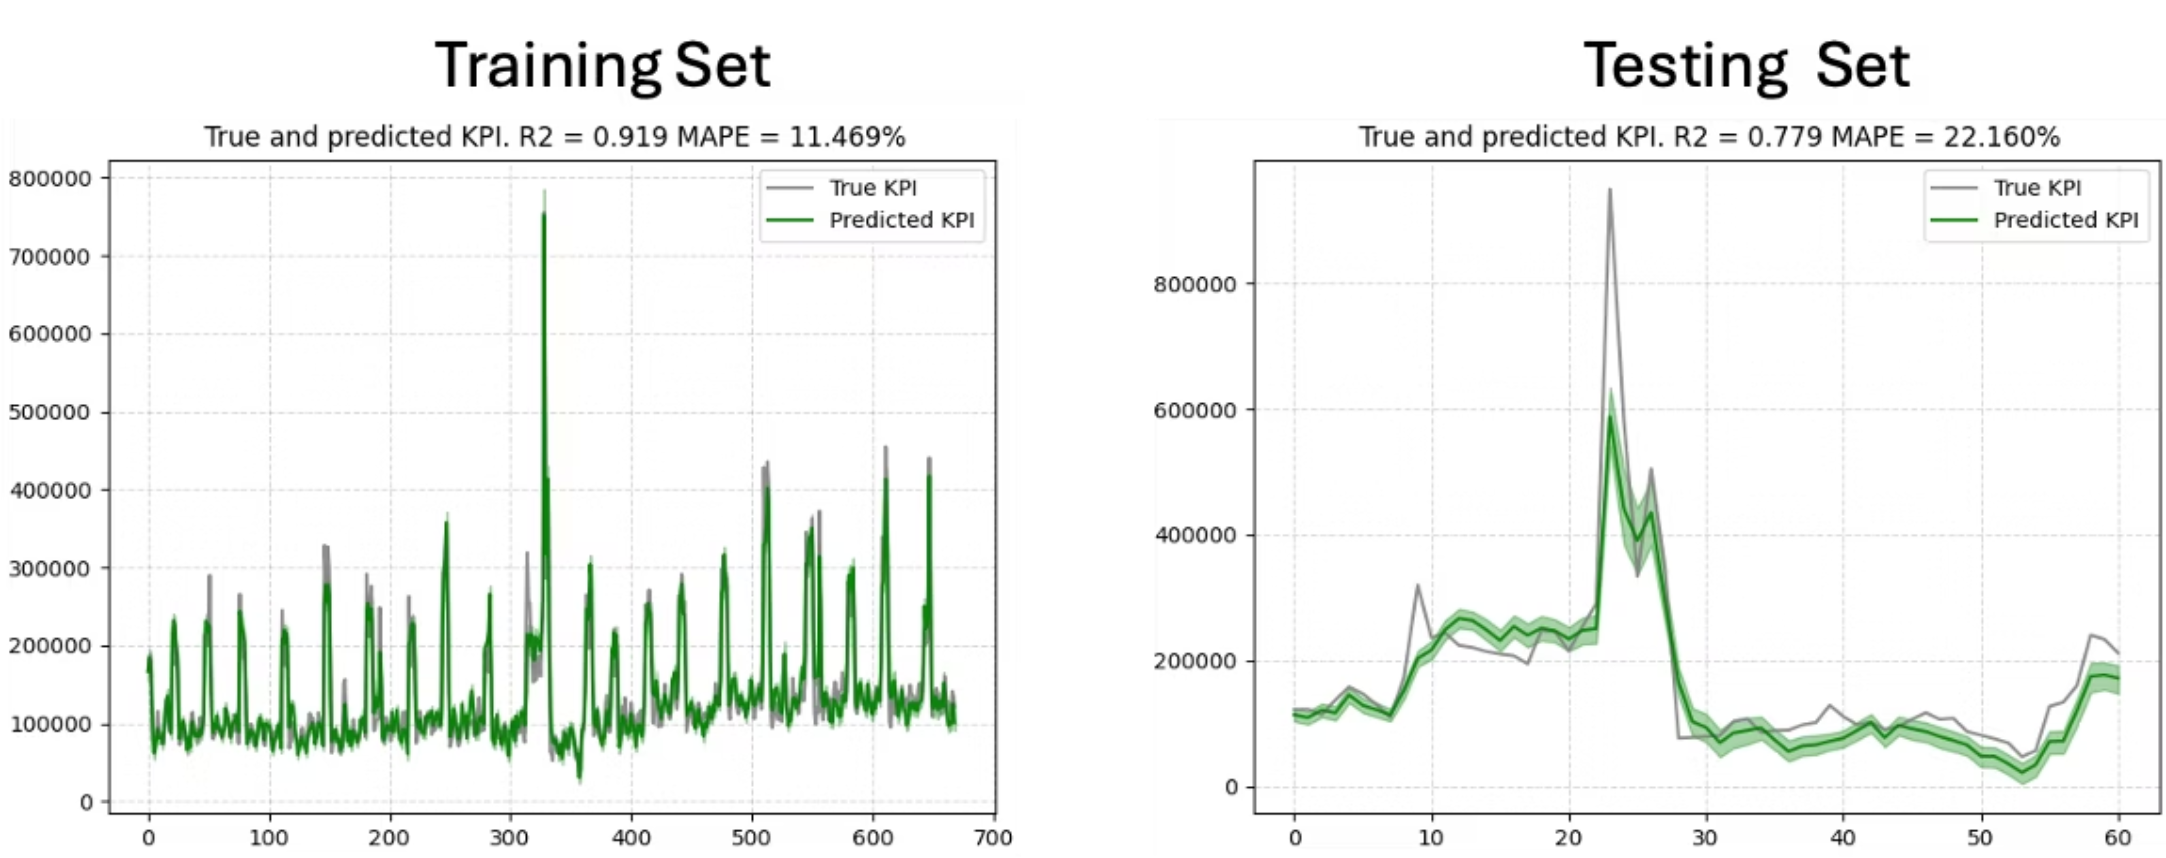 Training Set
True and predicted KPI. R2 = 0.919 MAPE = 11.469%
800000
700000
600000
500000
400000
300000
200000
100000
0
True KPI
Predicted KPI
0 100 200 300 400 500 600 700
Testing Set
True and predicted KPI. R2 = 0.779 MAPE = 22.160%
800000
600000
400000
200000
0
True KPI
Predicted KPI
0 10 20 30 40 50 60